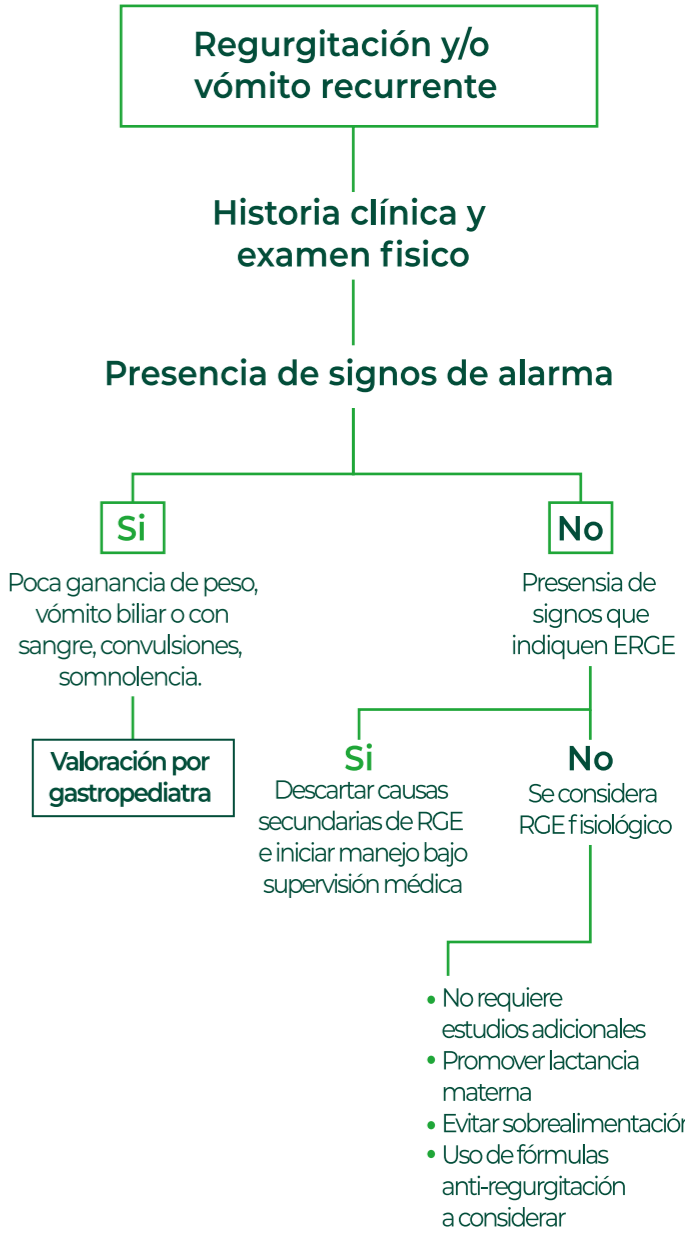 Regurgitación y/o
vómito recurrente
Historia clínica y
examen fisico
Presencia de signos de alarma
Si
Poca ganancia de peso,
vómito biliar o con
sangre, convulsiones,
somnolencia.
Valoración por
gastropediatra
No
Presensia de
signos que
indiquen ERGE
Si
Descartar causas
secundarias de RGE
e iniciar manejo bajo
supervisión médica
No
Se considera
RGE fisiológico
• No requiere
estudios adicionales
• Promover lactancia
materna
• Evitar sobrealimentación
• Uso de fórmulas
anti-regurgitación
a considerar